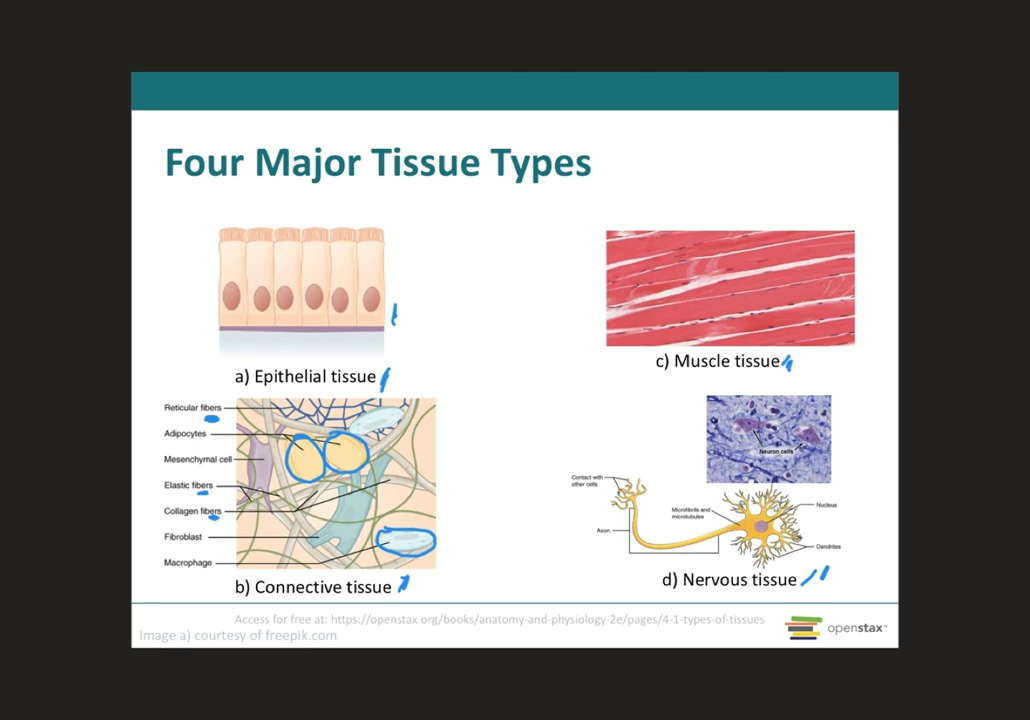 Four Major Tissue Types
a) Epithelial tissue
Reticular fibers
Adipocytes
Mesenchymal cell
Elastic fibers
Collagen fibers
Fibroblast
Macrophage
b) Connective tissue
c) Muscle tissue
Neuron cells
Contact with
other cells
Microfibrils and
microtubules
Nucleus
Axon
Dendrites
d) Nervous tissue
Access for free at: https://openstax.org/books/anatomy-and-physiology-2e/pages/4-1-types-of-tissues
Image a) courtesy of freepik.com
openstax™